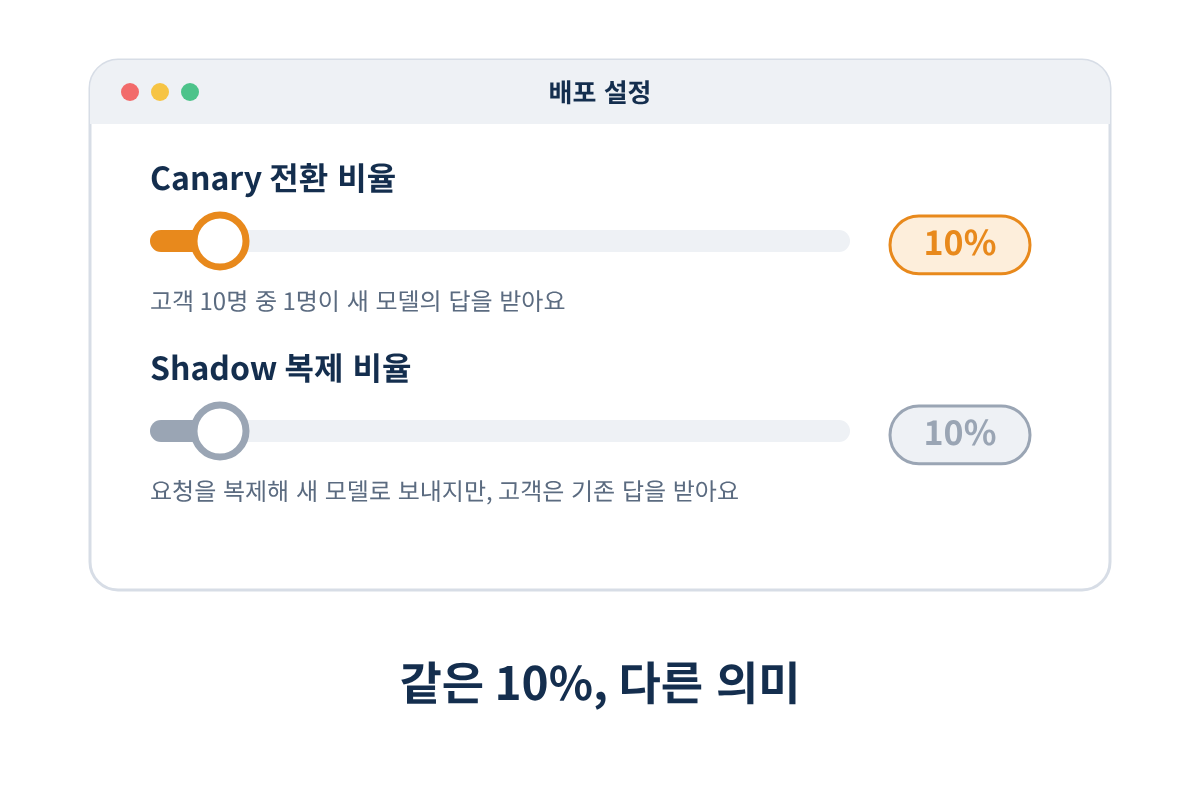 배포 설정
Canary 전환 비율
10%
고객 10명 중 1명이 새 모델의 답을 받아요
Shadow 복제 비율
10%
요청을 복제해 새 모델로 보내지만, 고객은 기존 답을 받아요
같은 10%, 다른 의미